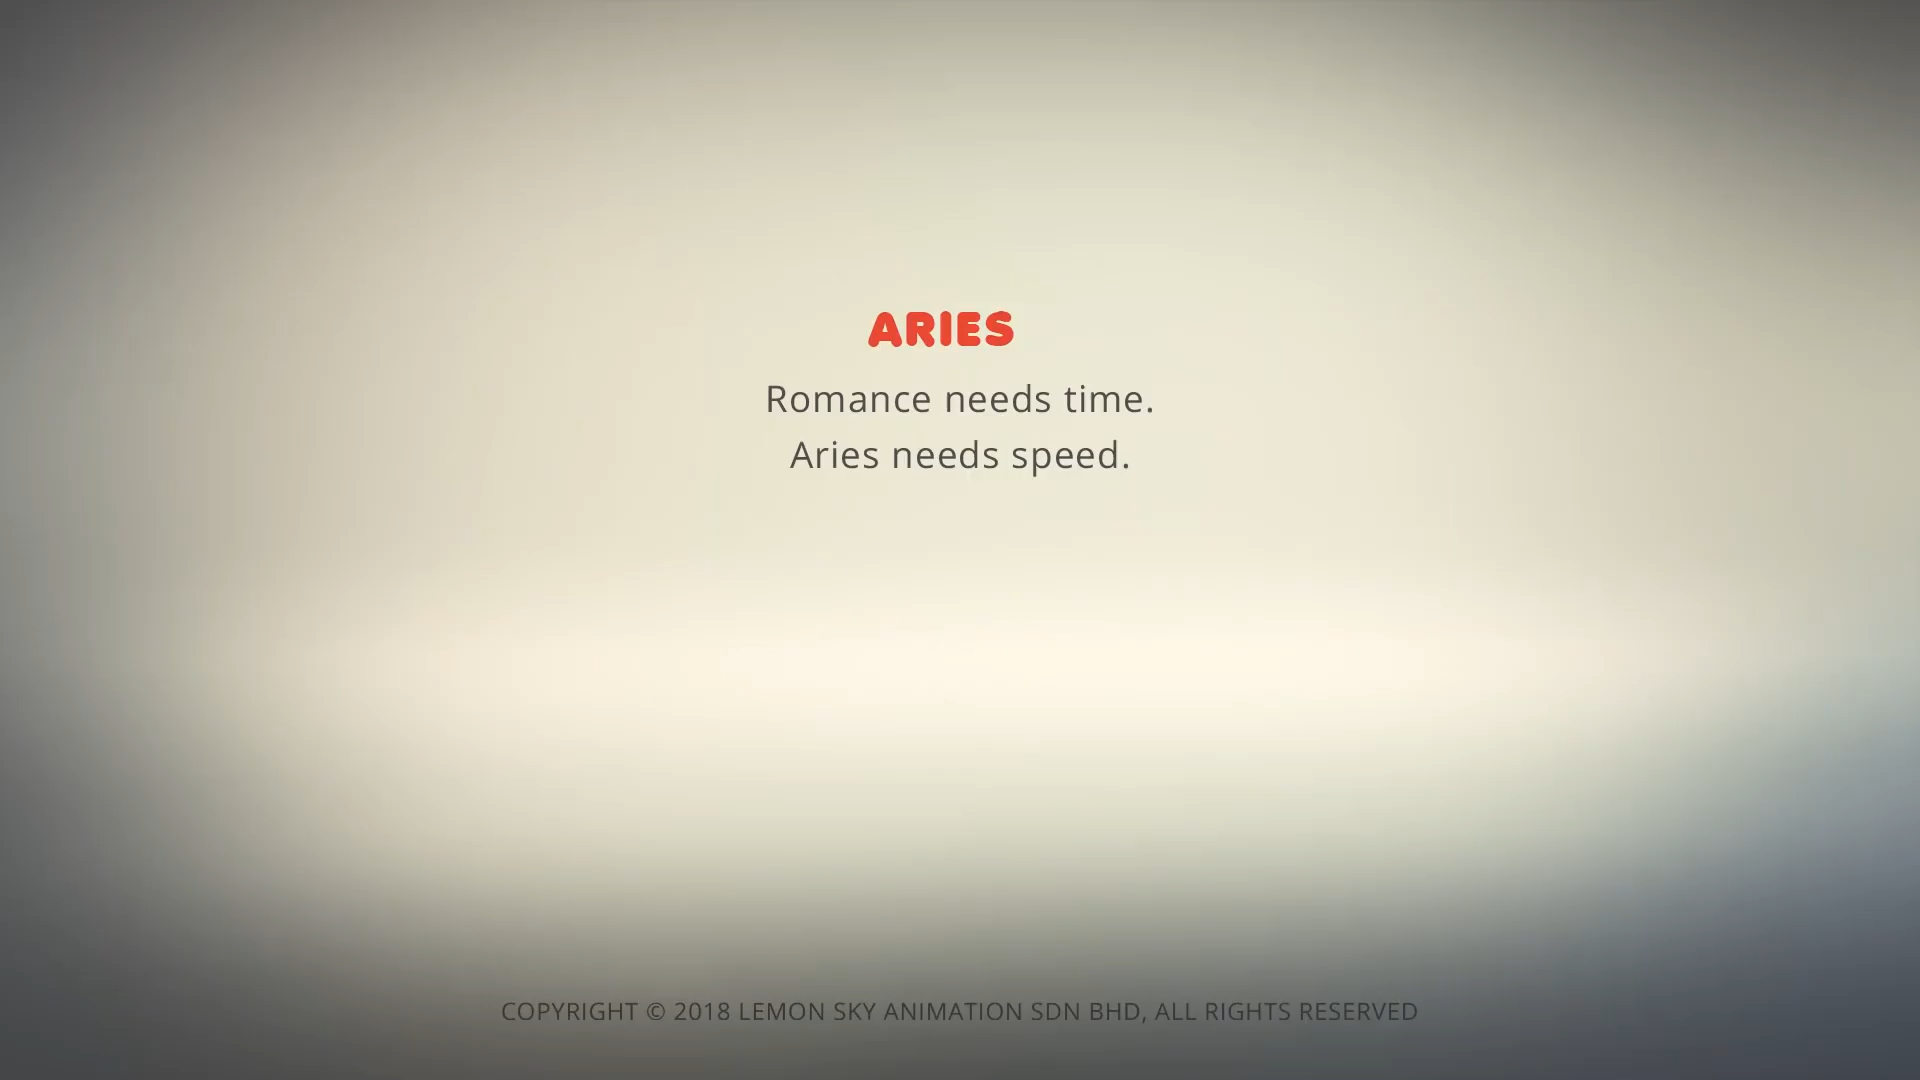 ARIES
Romance needs time.
Aries needs speed.
COPYRIGHT © 2018 LEMON SKY ANIMATION SDN BHD, ALL RIGHTS RESERVED